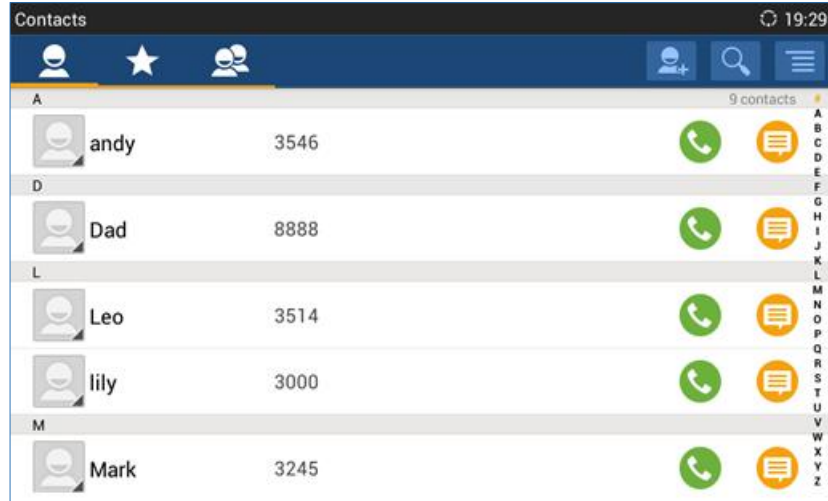 Contacts 19:29
A 9 contacts #
andy 3546
D
Dad 8888
L
Leo 3514
lily 3000
M
Mark 3245
A
B
C
D
E
F
G
H
I
J
K
L
M
N
O
P
Q
R
S
T
U
V
W
X
Y
Z